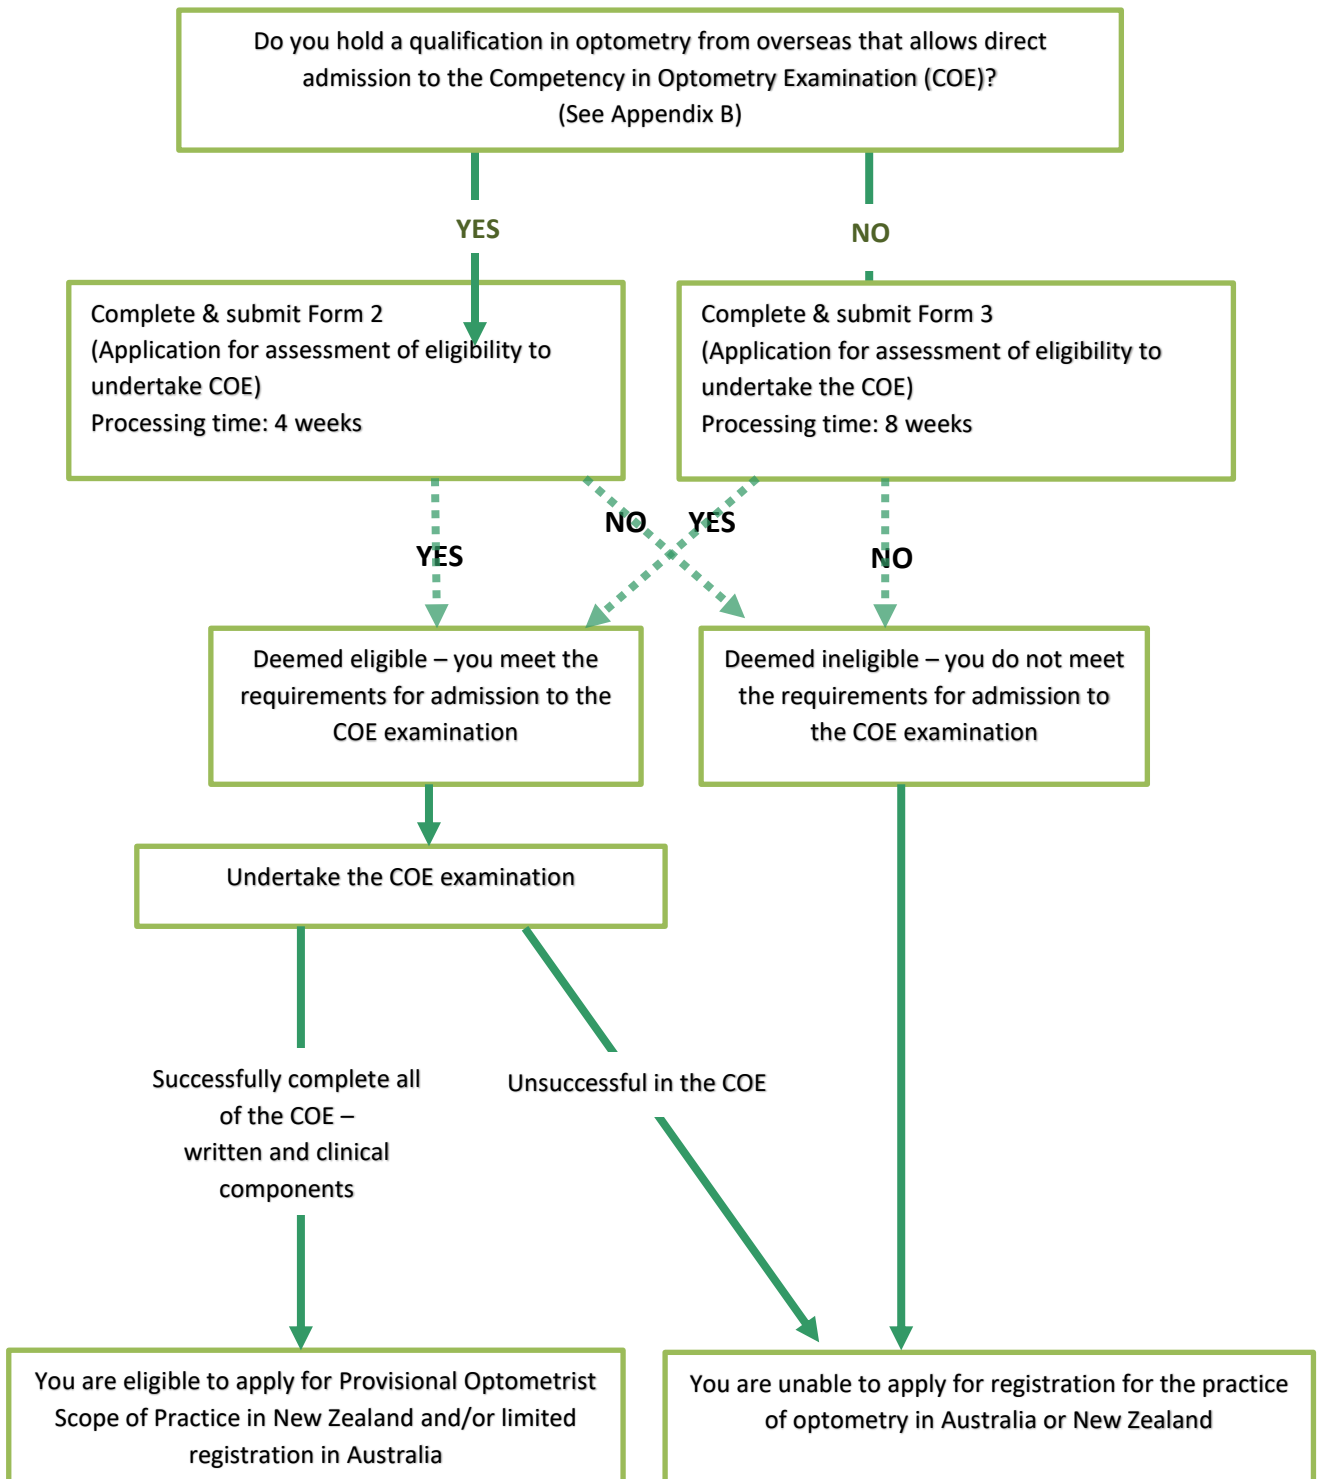 Do you hold a qualification in optometry from overseas that allows direct
admission to the Competency in Optometry Examination (COE)?
(See Appendix B)
YES
NO
Complete & submit Form 2
(Application for assessment of eligibility to
undertake COE)
Processing time: 4 weeks
Complete & submit Form 3
(Application for assessment of eligibility to
undertake the COE)
Processing time: 8 weeks
NO
YES
YES
NO
Deemed eligible – you meet the
requirements for admission to the
COE examination
Deemed ineligible – you do not meet
the requirements for admission to
the COE examination
Undertake the COE examination
Successfully complete all
of the COE –
written and clinical
components
Unsuccessful in the COE
You are eligible to apply for Provisional Optometrist
Scope of Practice in New Zealand and/or limited
registration in Australia
You are unable to apply for registration for the practice
of optometry in Australia or New Zealand